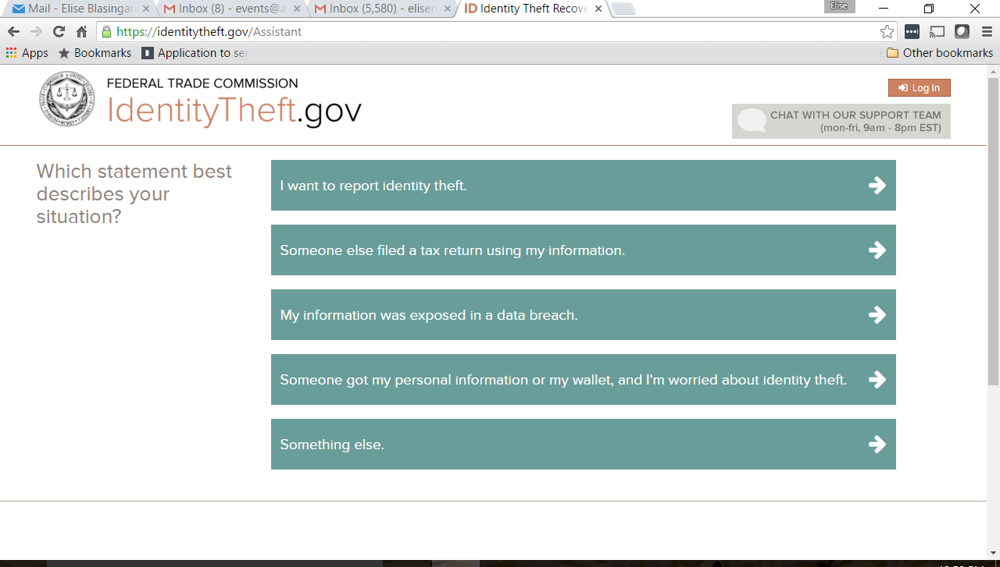 Elise
Mail - Elise Blasingam
Inbox (8) - events@a
Inbox (5,580) - elisen
ID Identity Theft Recove
https://identitytheft.gov/Assistant
Apps
Bookmarks
Application to se
Other bookmarks
FEDERAL TRADE COMMISSION
IdentityTheft.gov
Log In
CHAT WITH OUR SUPPORT TEAM
(mon-fri, 9am - 8pm EST)
Which statement best
describes your
situation?
I want to report identity theft.
Someone else filed a tax return using my information.
My information was exposed in a data breach.
Someone got my personal information or my wallet, and I'm worried about identity theft.
Something else.